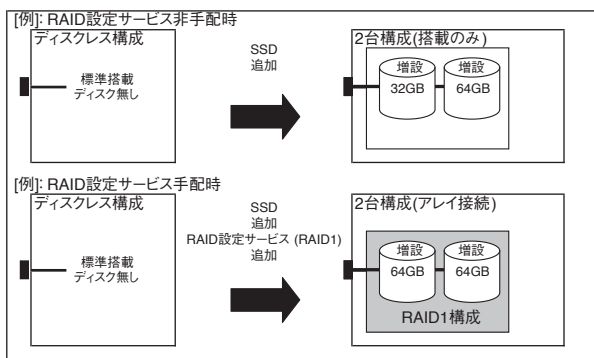 [例]: RAID設定サービス非手配時
ディスクレス構成
標準搭載
ディスク無し
SSD
追加
2台構成(搭載のみ)
増設
32GB
増設
64GB
[例]: RAID設定サービス手配時
ディスクレス構成
標準搭載
ディスク無し
SSD
追加
RAID設定サービス (RAID1)
追加
2台構成(アレイ接続)
増設
64GB
増設
64GB
RAID1構成